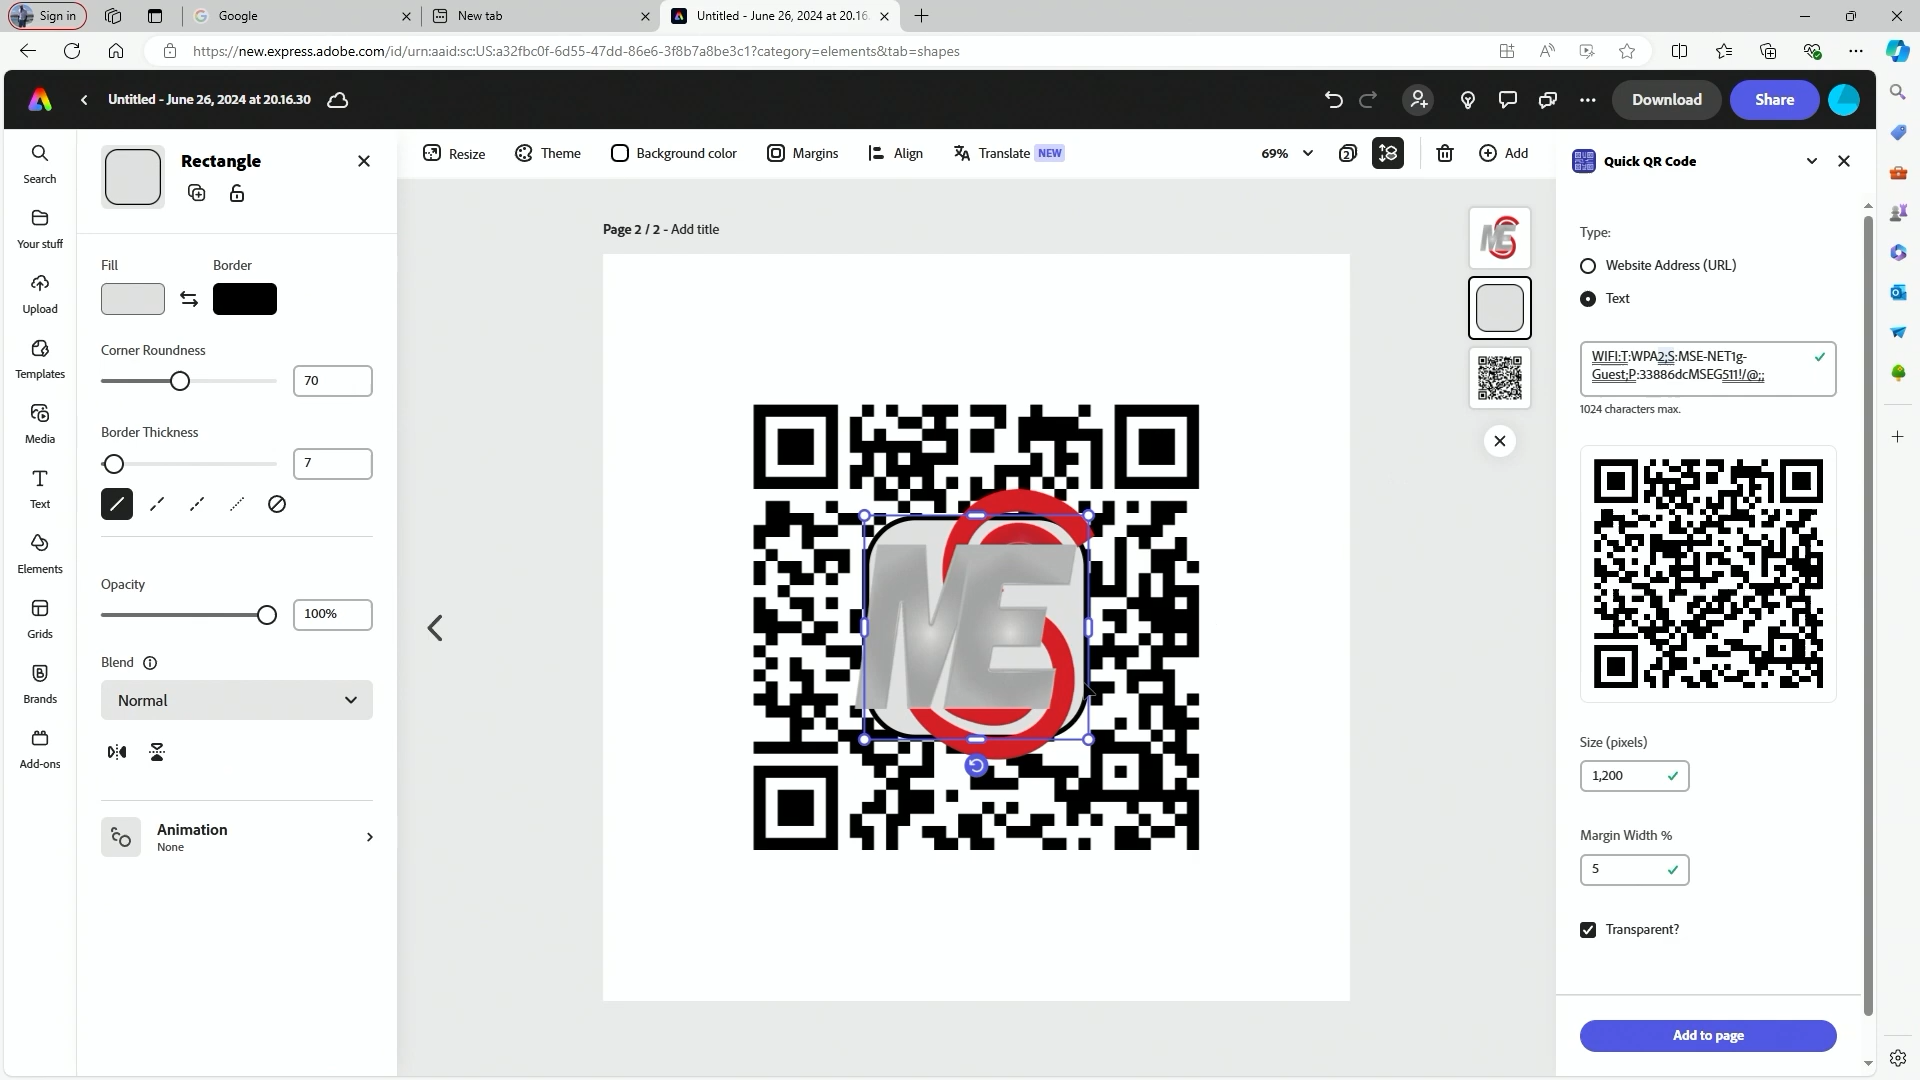 Sign in
Google
New tab
Untitled - June 26, 2024 at 20.16.
https://new.express.adobe.com/id/urn:aaid:sc:US:a32fbc0f-6d55-47dd-86e6-3f8b7a8be3c1?category=elements&tab=shapes
Untitled - June 26, 2024 at 20.16.30
Download
Share
Search
Your stuff
Upload
Templates
Media
Text
Elements
Grids
Brands
Add-ons
Rectangle
Fill
Border
Corner Roundness
70
Border Thickness
7
Opacity
100%
Blend
Normal
Animation
None
Resize
Theme
Background color
Margins
Align
Translate NEW
69%
2
Add
Page 2 / 2 - Add title
MES
MES
Quick QR Code
Type:
Website Address (URL)
Text
WIFI:T:WPA2;S:MSE-NET1g-
Guest;P:33886dcMSEG511!/@;;
1024 characters max.
Size (pixels)
1,200
Margin Width %
5
Transparent?
Add to page